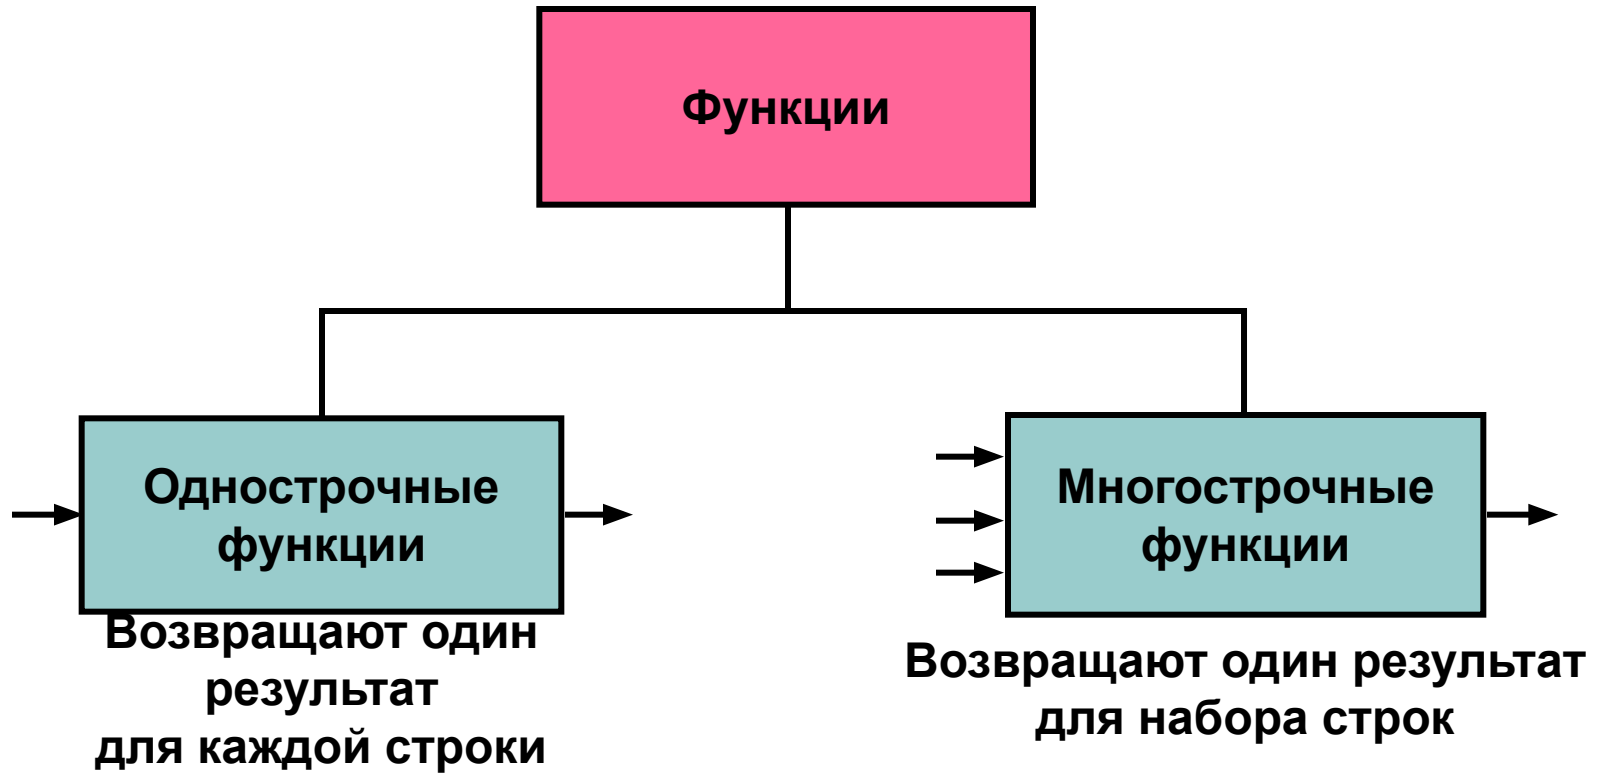 Функции
Однострочные
функции
Возвращают один
результат
для каждой строки
Многострочные
функции
Возвращают один результат
для набора строк